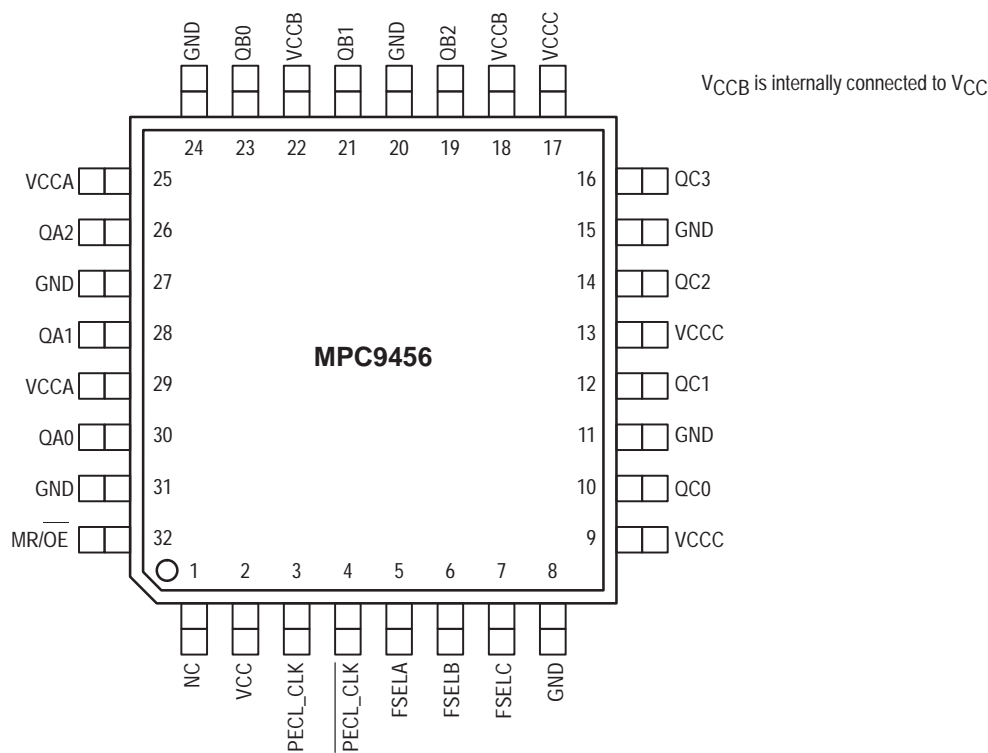 GND
QB0
VCCB
QB1
GND
QB2
VCCB
VCCC
VCCB is internally connected to VCC
24 23 22 21 20 19 18 17
VCCA 25
16 QC3
QA2 26
15 GND
GND 27
14 QC2
QA1 28
13 VCCC
MPC9456
VCCA 29
12 QC1
QA0 30
11 GND
GND 31
10 QC0
MR/O̅E̅ 32
9 VCCC
1 2 3 4 5 6 7 8
NC
VCC
PECL_CLK
P̅E̅C̅L̅_̅C̅L̅K̅
FSELA
FSELB
FSELC
GND